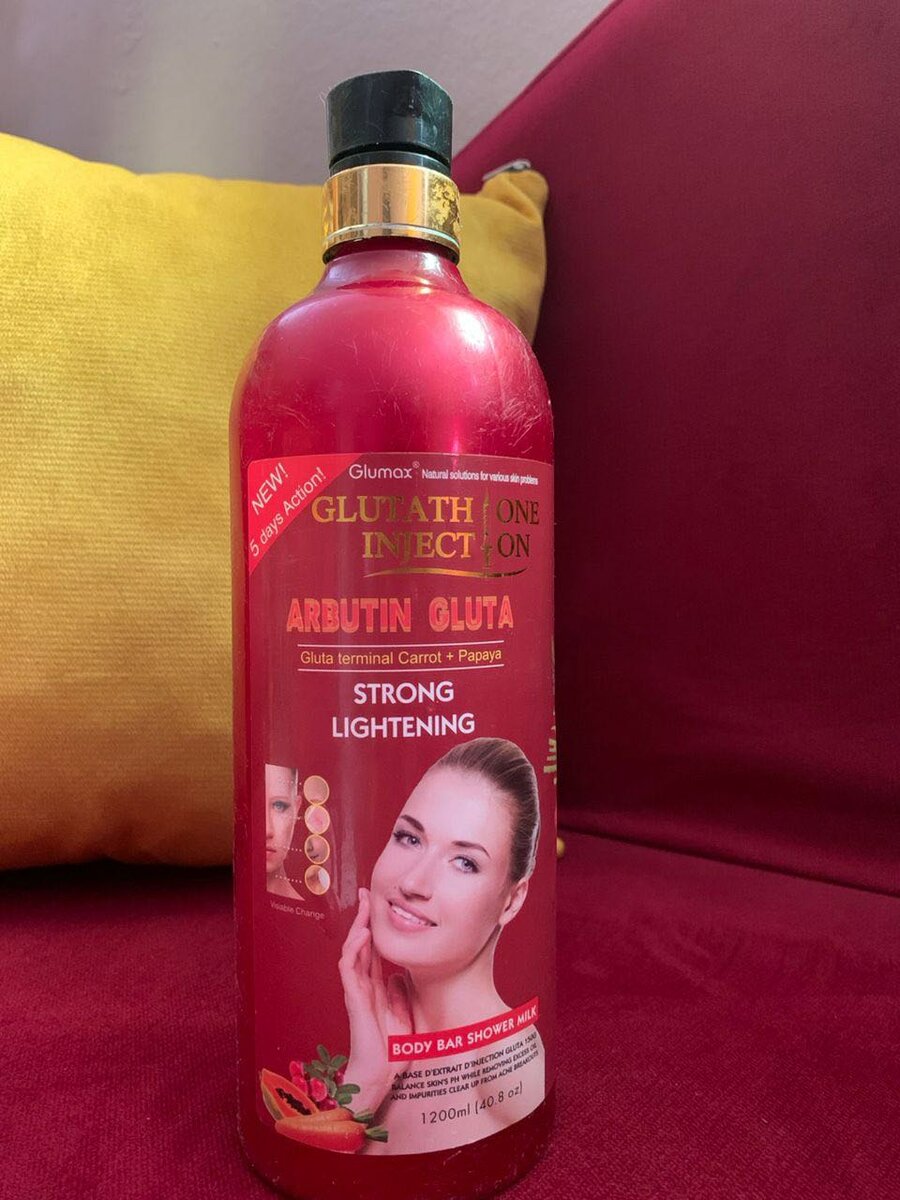 NEW!
5 days Action!
Glumax® Natural solutions for various skin problems
GLUTATHIONE
INJECTION
ARBUTIN GLUTA
Gluta terminal Carrot + Papaya
STRONG
LIGHTENING
Visable Change
BODY BAR SHOWER MILK
A BASE D'EXTRAIT D'INJECTION GLUTA 1500
BALANCE SKIN'S PH WHILE REMOVING EXCESS OIL
AND IMPURITIES CLEAR UP FROM ACNE BREAKOUTS
1200ml (40.8 oz)